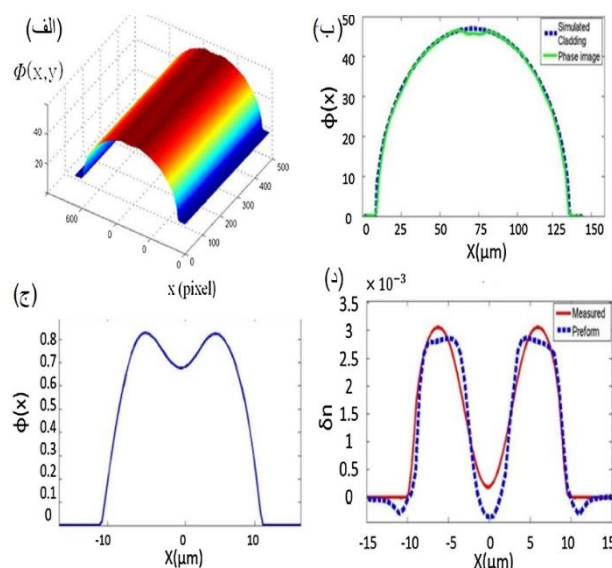 (الف)
Φ(x,y)
40
20
600
0
0
0
0
100
200
300
400
500
x (pixel)
(ب)
Simulated
Cladding
Phase image
ϕ(x)
50
40
30
20
10
0
0 25 50 75 100 125 150
X(μm)
(ج)
ϕ(x)
0.8
0.7
0.6
0.5
0.4
0.3
0.2
0.1
0
-10 0 10
X(μm)
(د)
× 10⁻³
Measured
Preform
δn
3.5
3
2.5
2
1.5
1
0.5
0
-15 -10 -5 0 5 10 15
X(μm)